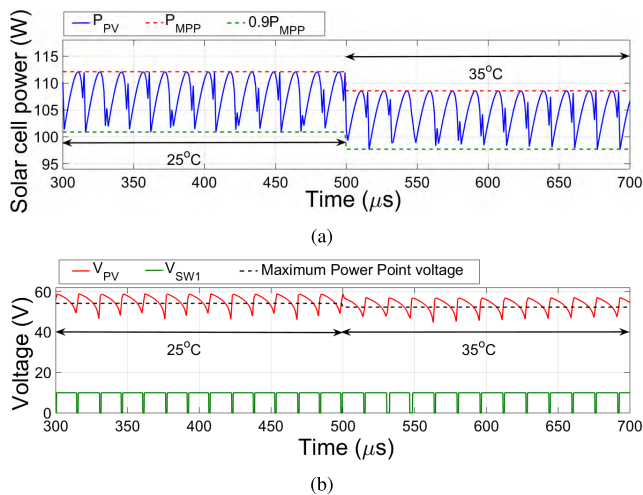 P_PV P_MPP 0.9P_MPP
Solar cell power (W)
115
110
105
100
95
35°C
25°C
300 350 400 450 500 550 600 650 700
Time (μs)
(a)
V_PV V_SW1 Maximum Power Point voltage
Voltage (V)
60
40
20
0
25°C 35°C
300 350 400 450 500 550 600 650 700
Time (μs)
(b)